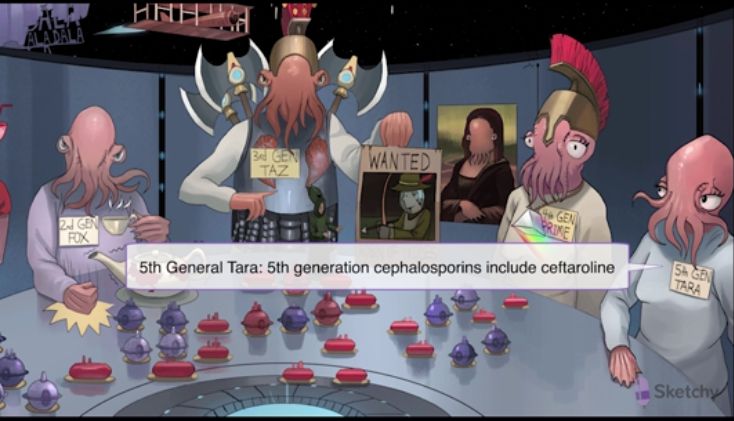 ALADALA
3rd GEN
TAZ
WANTED
2nd GEN
FOX
4th GEN
PRIME
5th General Tara: 5th generation cephalosporins include ceftaroline
5th GEN
TARA
Sketchy